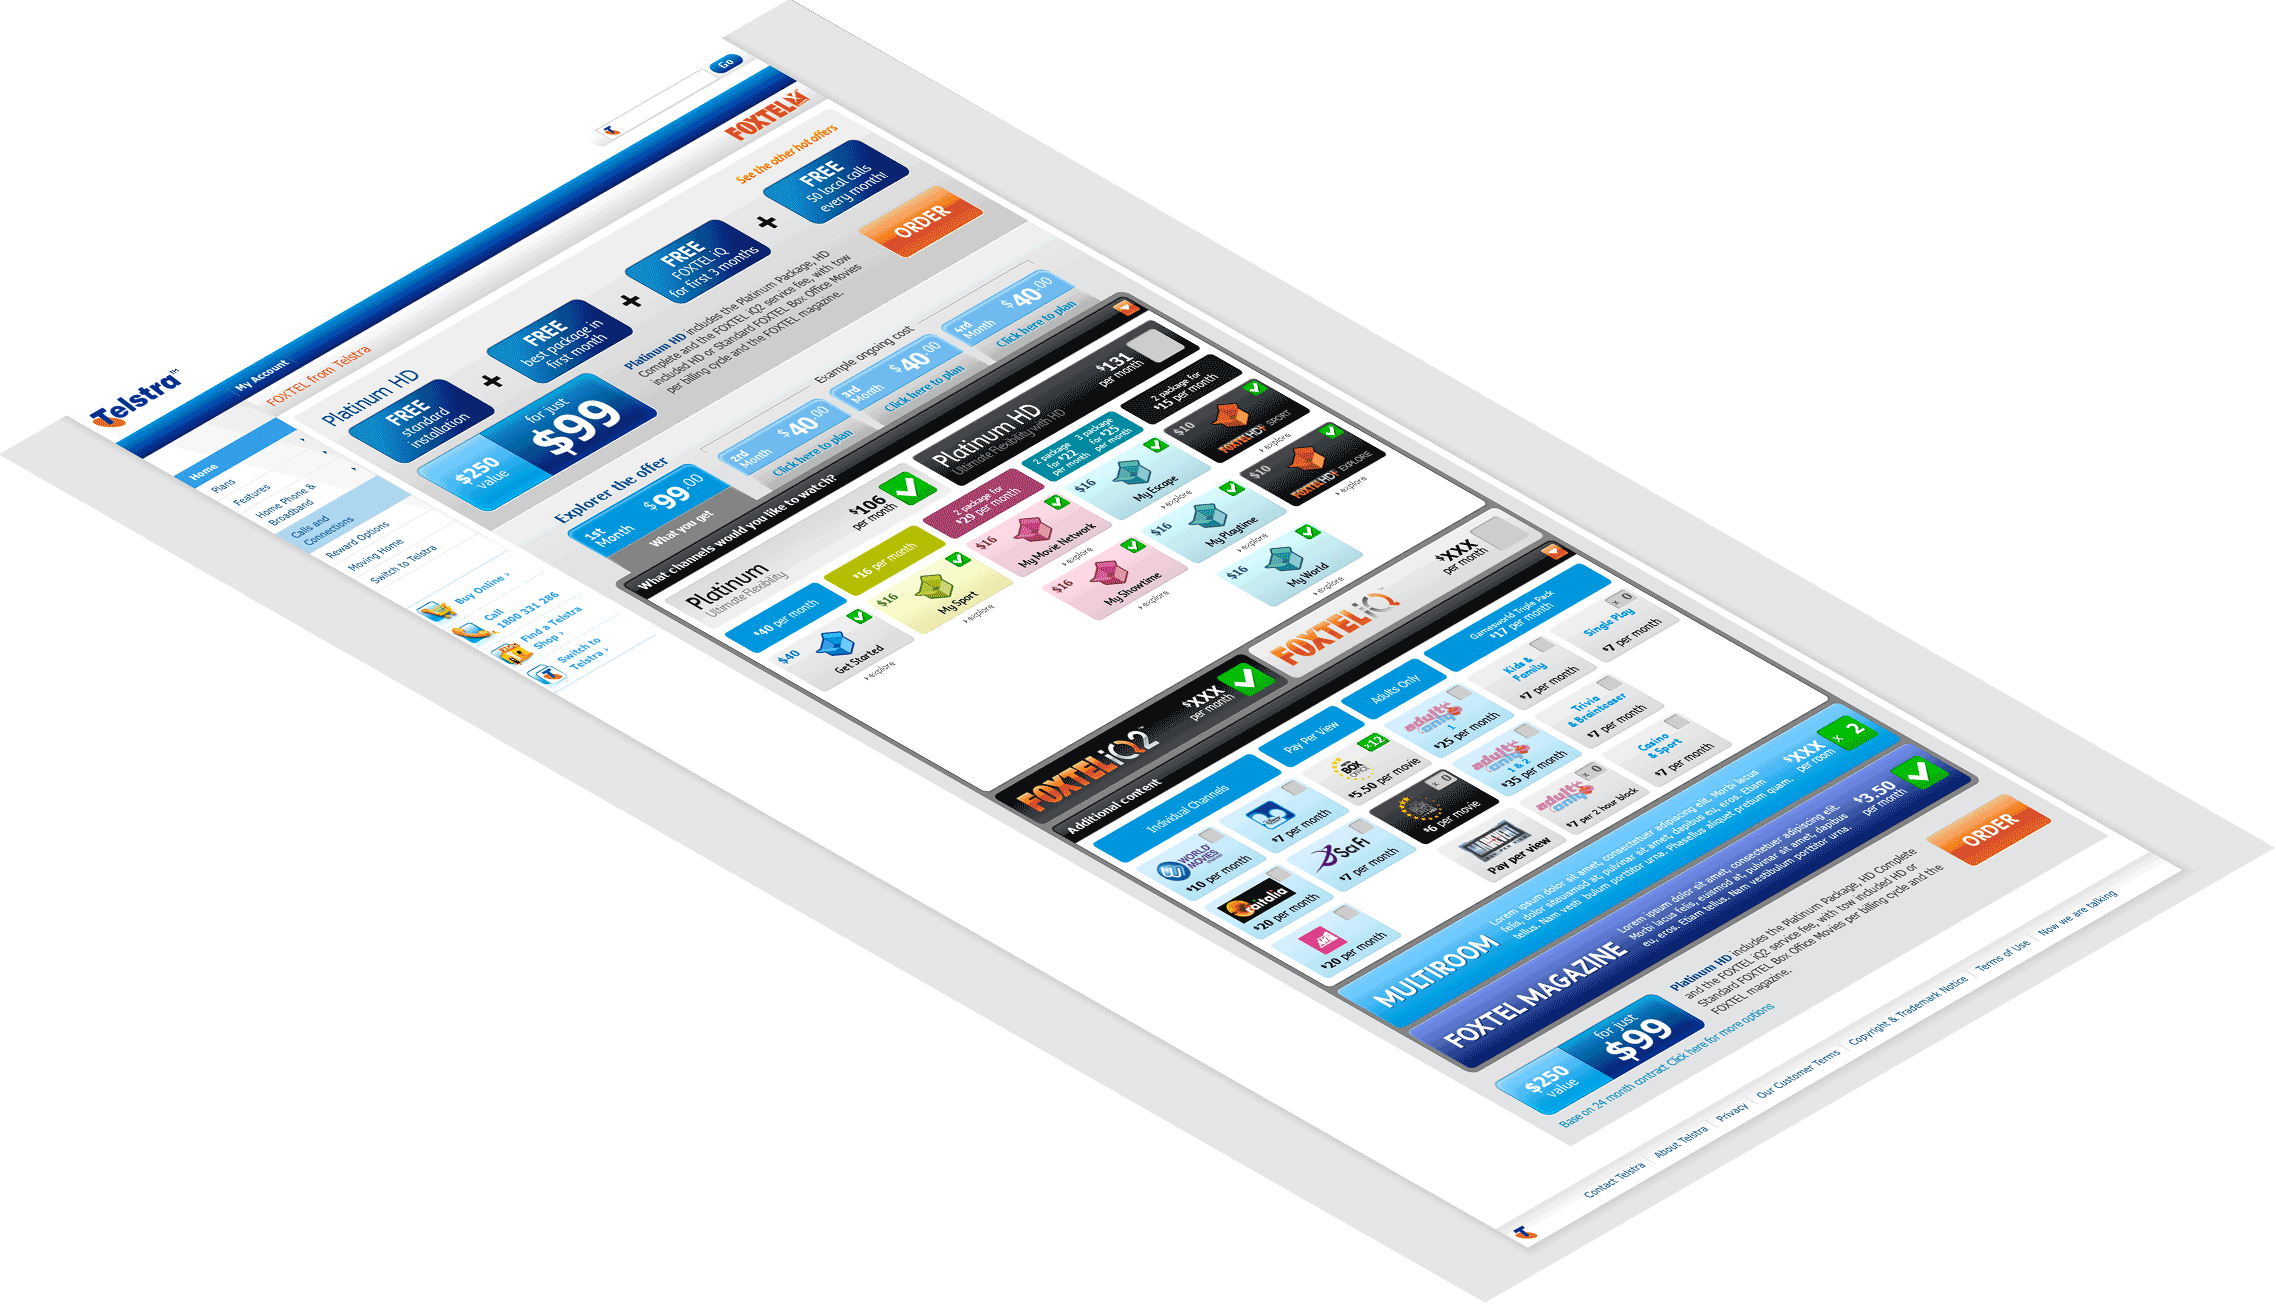 Go
Telstra™
My Account
FOXTEL
FOXTEL from Telstra
Home
Plans
Features
Home Phone &
Broadband
Calls and
Connections
Reward Options
Moving Home
Switch to Telstra
Buy Online ›
Call
1800 331 286
Find a Telstra
Shop ›
Switch to
Telstra ›
Platinum HD
See the other hot offers
FREE
standard
installation
+
FREE
best package in
first month
+
FREE
FOXTEL iQ
for first 3 months
+
FREE
50 local calls
every month!
$250
value
for just
$99
Platinum HD includes the Platinum Package, HD
Complete and the FOXTEL iQ2 service fee, with tow
included HD or Standard FOXTEL Box Office Movies
per billing cycle and the FOXTEL magazine.
ORDER
Explorer the offer
Example ongoing cost
1st
Month
$99.00
What you get
2rd
Month
$40.00
Click here to plan
3rd
Month
$40.00
Click here to plan
4rd
Month
$40.00
Click here to plan
What channels would you like to watch?
Platinum
Ultimate Flexibility
$106
per month
Platinum HD
Ultimate Flexibility with HD
$131
per month
$40 per month
$16 per month
2 package for
$29 per month
2 package
for $22
per month
3 package
for $25
per month
2 package for
$15 per month
$40
Get Started
› explore
$16
My Sport
› explore
$16
My Movie Network
› explore
$16
My Showtime
› explore
$16
My Escape
› explore
$16
My Playtime
› explore
$16
My World
› explore
$10
FOXTEL HD+ SPORT
› explore
$10
FOXTEL HD+ EXPLORE
› explore
FOXTEL iQ2™
$XXX
per month
FOXTEL iQ™
$XXX
per month
Additional content
Individual Channels
Pay Per View
Adults Only
Gamesworld Triple Pack
$17 per month
WORLD MOVIES
$10 per month
$7 per month
raitalia
$20 per month
SciFi
$7 per month
$20 per month
BOX OFFICE
x 12
$5.50 per movie
x 0
$6 per movie
MAIN EVENT
Pay per view
adults only 1
$25 per month
adults only 1 & 2
$35 per month
adults only
x 0
$7 per 2 hour block
Kids &
Family
$7 per month
Trivia
& Brainteaser
$7 per month
Casino
& Sport
$7 per month
Single Play
x 0
$7 per month
MULTIROOM
Lorem ipsum dolor sit amet, consectetuer adipiscing elit. Morbi lacus
felis, dolor siteuismod at, pulvinar sit amet, dapibus eu, eros. Etiam
tellus. Nam vesti bulum porttitor urna. Phasellus aliquet pretium quam.
$XXX
per room
x 2
FOXTEL MAGAZINE
Lorem ipsum dolor sit amet, consectetuer adipiscing elit.
Morbi lacus felis, euismod at, pulvinar sit amet, dapibus
eu, eros. Etiam tellus. Nam vestibulum porttitor urna.
$3.50
per month
$250
value
for just
$99
Platinum HD includes the Platinum Package, HD Complete
and the FOXTEL iQ2 service fee, with tow included HD or
Standard FOXTEL Box Office Movies per billing cycle and the
FOXTEL magazine.
ORDER
Base on 24 month contract Click here for more options
Contact Telstra
About Telstra
Privacy
Our Customer Terms
Copyright & Trademark Notice
Terms of Use
Now we are talking